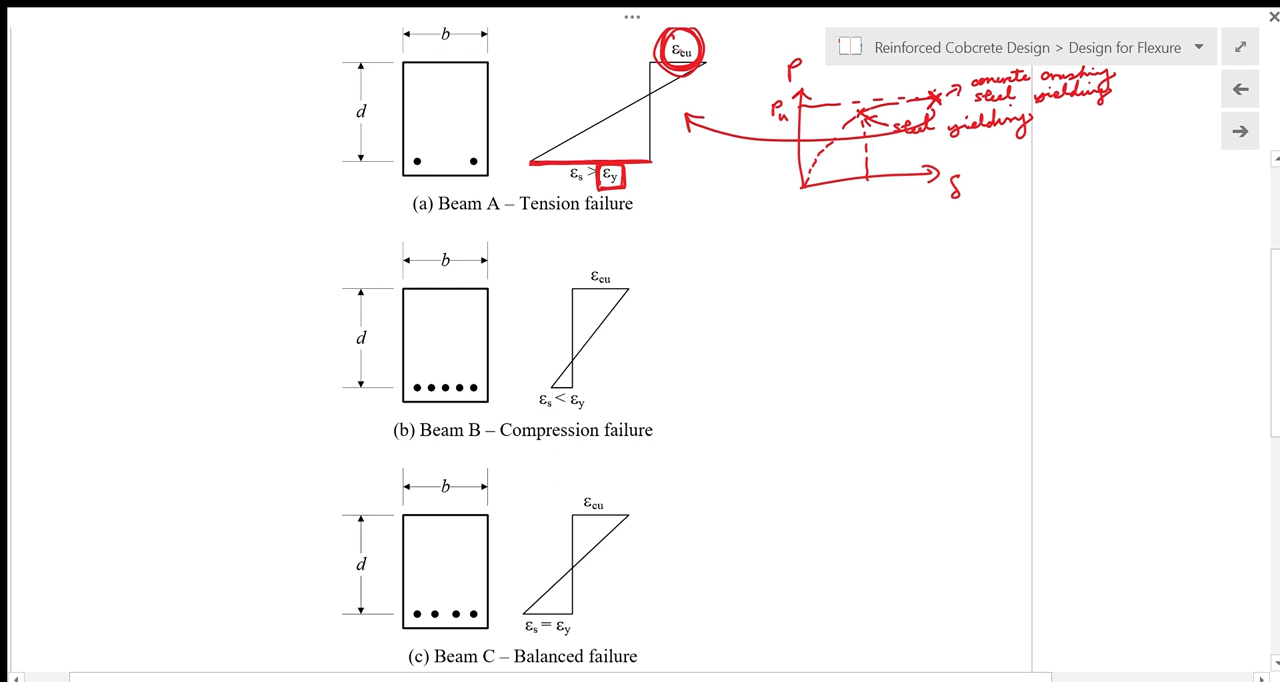 ...
Reinforced Cobcrete Design > Design for Flexure
b
εcu
d
εs > εy
(a) Beam A – Tension failure
P
Pu
concrete crushing
steel yielding
steel yielding
δ
b
εcu
d
εs < εy
(b) Beam B – Compression failure
b
εcu
d
εs = εy
(c) Beam C – Balanced failure